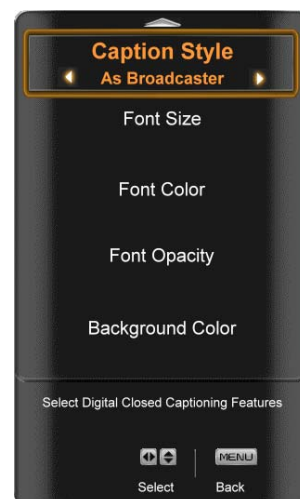 Caption Style
As Broadcaster
Font Size
Font Color
Font Opacity
Background Color
Select Digital Closed Captioning Features
MENU
Select Back